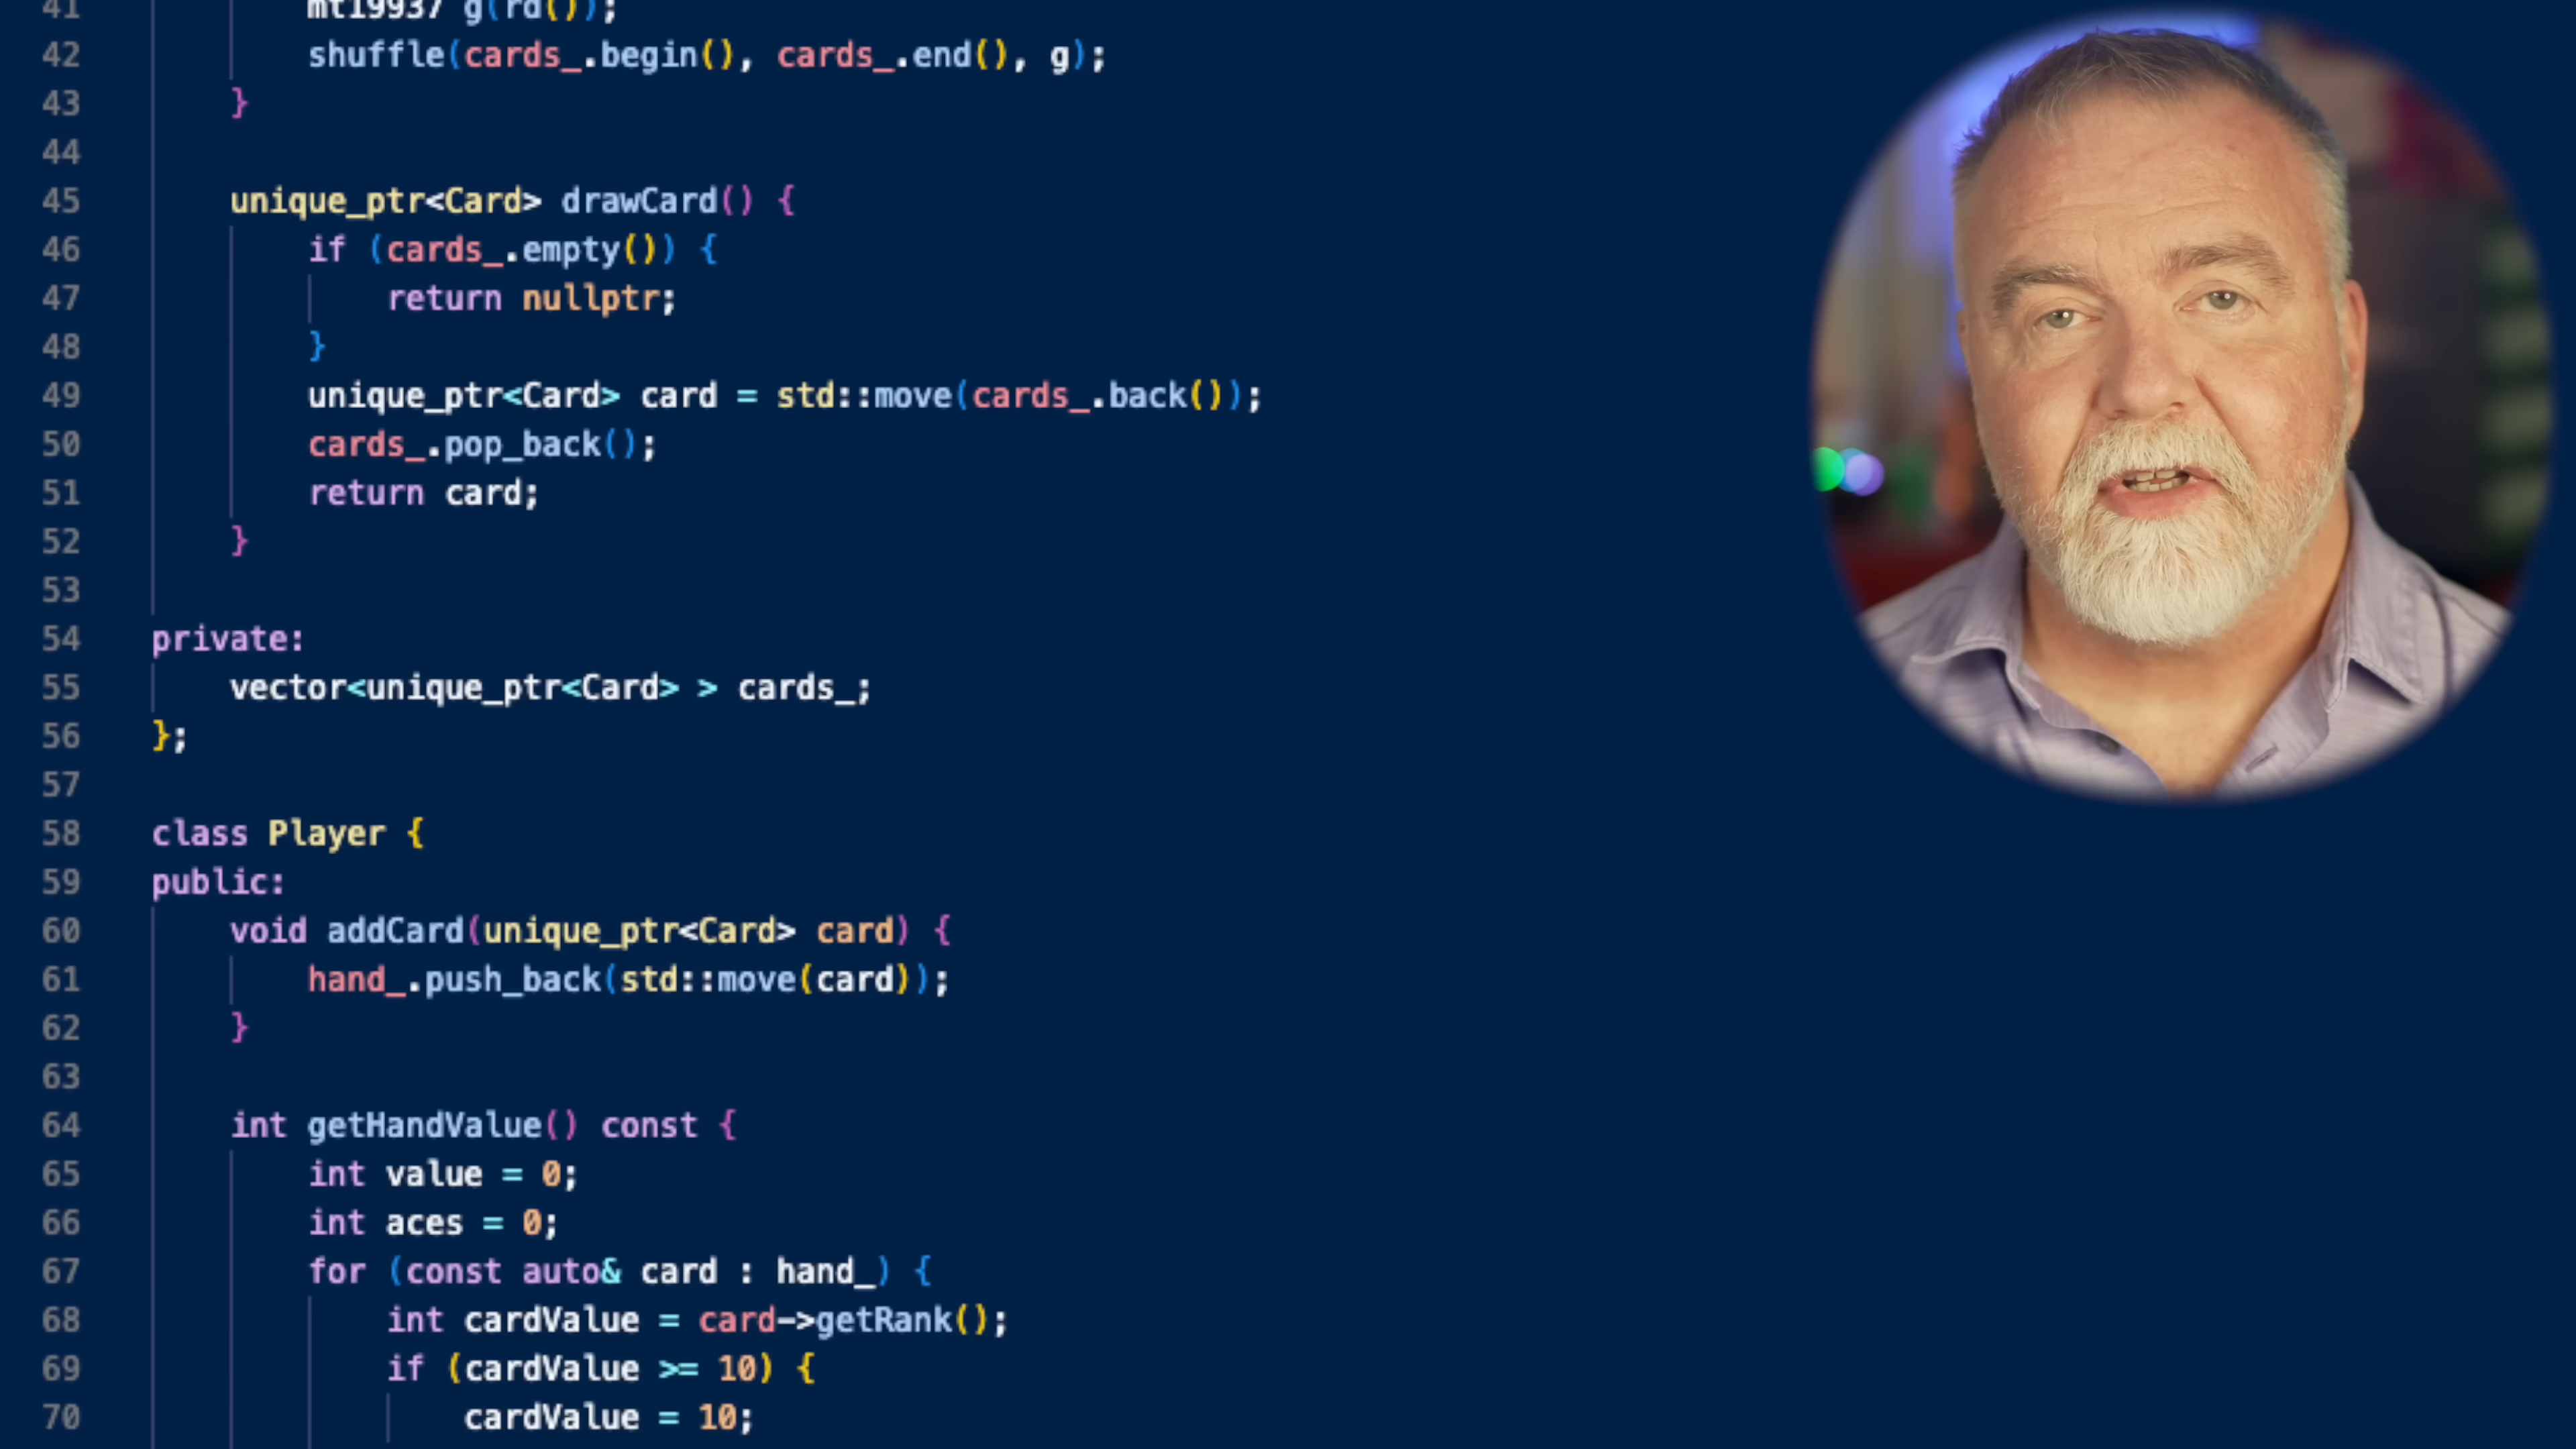 41 mt19937 g(rd());
42 shuffle(cards_.begin(), cards_.end(), g);
43 }
44
45 unique_ptr<Card> drawCard() {
46 if (cards_.empty()) {
47 return nullptr;
48 }
49 unique_ptr<Card> card = std::move(cards_.back());
50 cards_.pop_back();
51 return card;
52 }
53
54 private:
55 vector<unique_ptr<Card> > cards_;
56 };
57
58 class Player {
59 public:
60 void addCard(unique_ptr<Card> card) {
61 hand_.push_back(std::move(card));
62 }
63
64 int getHandValue() const {
65 int value = 0;
66 int aces = 0;
67 for (const auto& card : hand_) {
68 int cardValue = card->getRank();
69 if (cardValue >= 10) {
70 cardValue = 10;